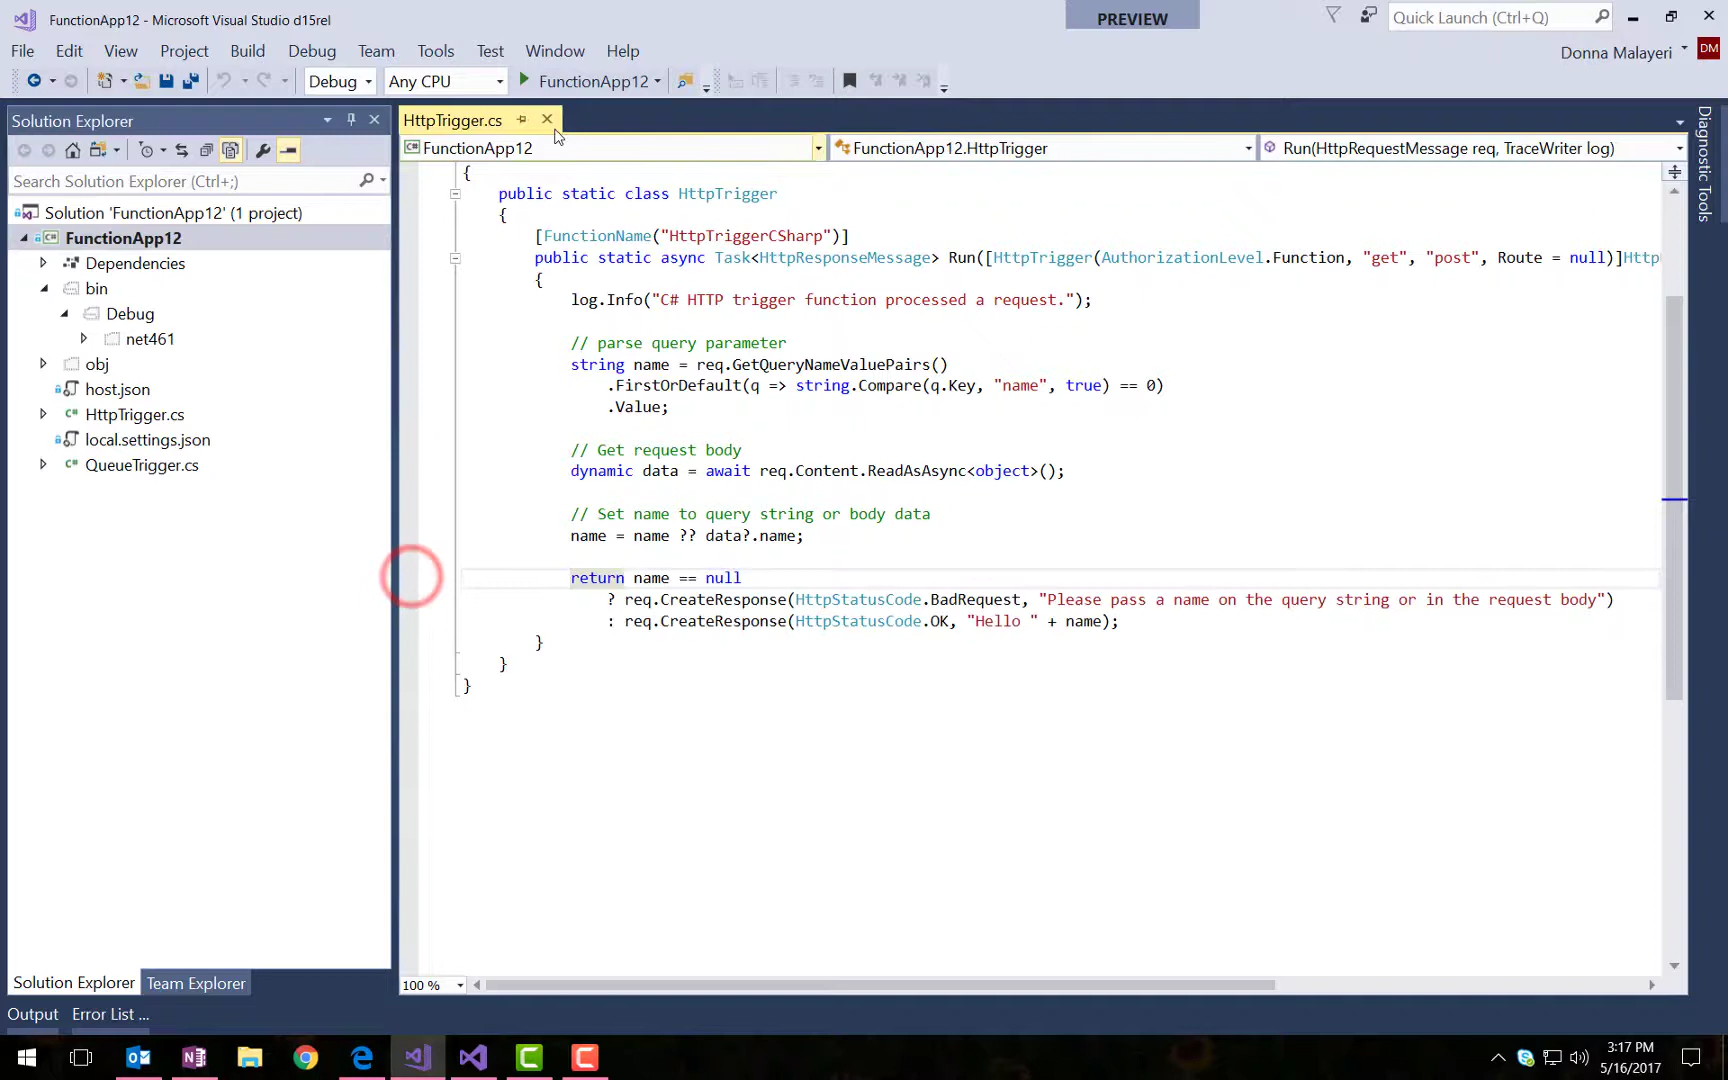 FunctionApp12 - Microsoft Visual Studio d15rel
PREVIEW
Quick Launch (Ctrl+Q)
File Edit View Project Build Debug Team Tools Test Window Help
Donna Malayeri
DM
Debug
Any CPU
FunctionApp12
Solution Explorer
HttpTrigger.cs
FunctionApp12
FunctionApp12.HttpTrigger
Run(HttpRequestMessage req, TraceWriter log)
Search Solution Explorer (Ctrl+;)
Solution 'FunctionApp12' (1 project)
FunctionApp12
Dependencies
bin
Debug
net461
obj
host.json
HttpTrigger.cs
local.settings.json
QueueTrigger.cs
{
public static class HttpTrigger
{
[FunctionName("HttpTriggerCSharp")]
public static async Task<HttpResponseMessage> Run([HttpTrigger(AuthorizationLevel.Function, "get", "post", Route = null)]Http
{
log.Info("C# HTTP trigger function processed a request.");
// parse query parameter
string name = req.GetQueryNameValuePairs()
.FirstOrDefault(q => string.Compare(q.Key, "name", true) == 0)
.Value;
// Get request body
dynamic data = await req.Content.ReadAsAsync<object>();
// Set name to query string or body data
name = name ?? data?.name;
return name == null
? req.CreateResponse(HttpStatusCode.BadRequest, "Please pass a name on the query string or in the request body")
: req.CreateResponse(HttpStatusCode.OK, "Hello " + name);
}
}
}
Diagnostic Tools
100 %
Solution Explorer
Team Explorer
Output
Error List ...
3:17 PM
5/16/2017